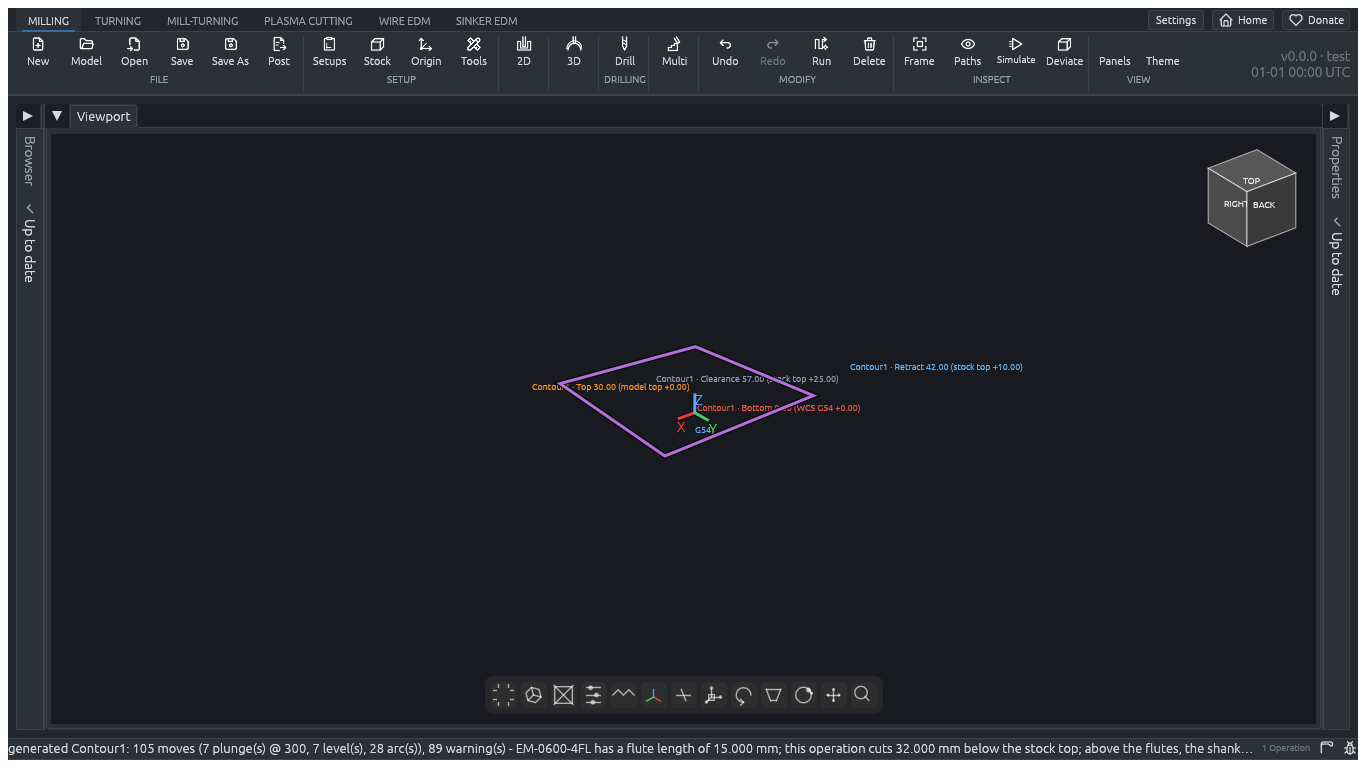 MILLING TURNING MILL-TURNING PLASMA CUTTING WIRE EDM SINKER EDM Settings Home Donate
New Model Open Save Save As Post Setups Stock Origin Tools 2D 3D Drill Multi Undo Redo Run Delete Frame Paths Simulate Deviate Panels Theme
FILE SETUP DRILLING MODIFY INSPECT VIEW
v0.0.0 · test
01-01 00:00 UTC
Viewport
Browser
Up to date
Properties
Up to date
TOP
RIGHT BACK
Contour1 · Retract 42.00 (stock top +10.00)
Contour1 · Clearance 57.00 (stock top +25.00)
Contour1 · Top 30.00 (model top +0.00)
Z
Contour1 · Bottom (WCS G54 +0.00)
X G54 Y
generated Contour1: 105 moves (7 plunge(s) @ 300, 7 level(s), 28 arc(s)), 89 warning(s) - EM-0600-4FL has a flute length of 15.000 mm; this operation cuts 32.000 mm below the stock top; above the flutes, the shank… 1 Operation